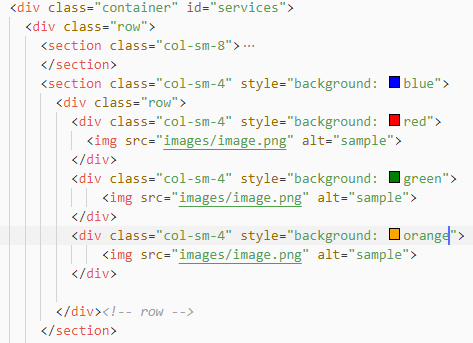 <div class="container" id="services">
<div class="row">
<section class="col-sm-8">···
</section>
<section class="col-sm-4" style="background: blue">
<div class="row">
<div class="col-sm-4" style="background: red">
<img src="images/image.png" alt="sample">
</div>
<div class="col-sm-4" style="background: green">
<img src="images/image.png" alt="sample">
</div>
<div class="col-sm-4" style="background: orange">
<img src="images/image.png" alt="sample">
</div>
</div><!-- row -->
</section>